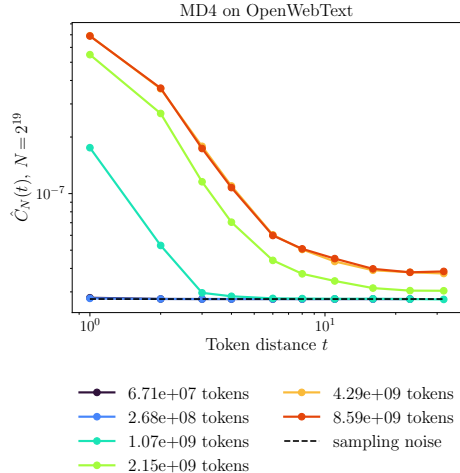 MD4 on OpenWebText
Ĉ_N(t), N = 2^19
10^−7
10^0
10^1
Token distance t
6.71e+07 tokens
2.68e+08 tokens
1.07e+09 tokens
2.15e+09 tokens
4.29e+09 tokens
8.59e+09 tokens
sampling noise